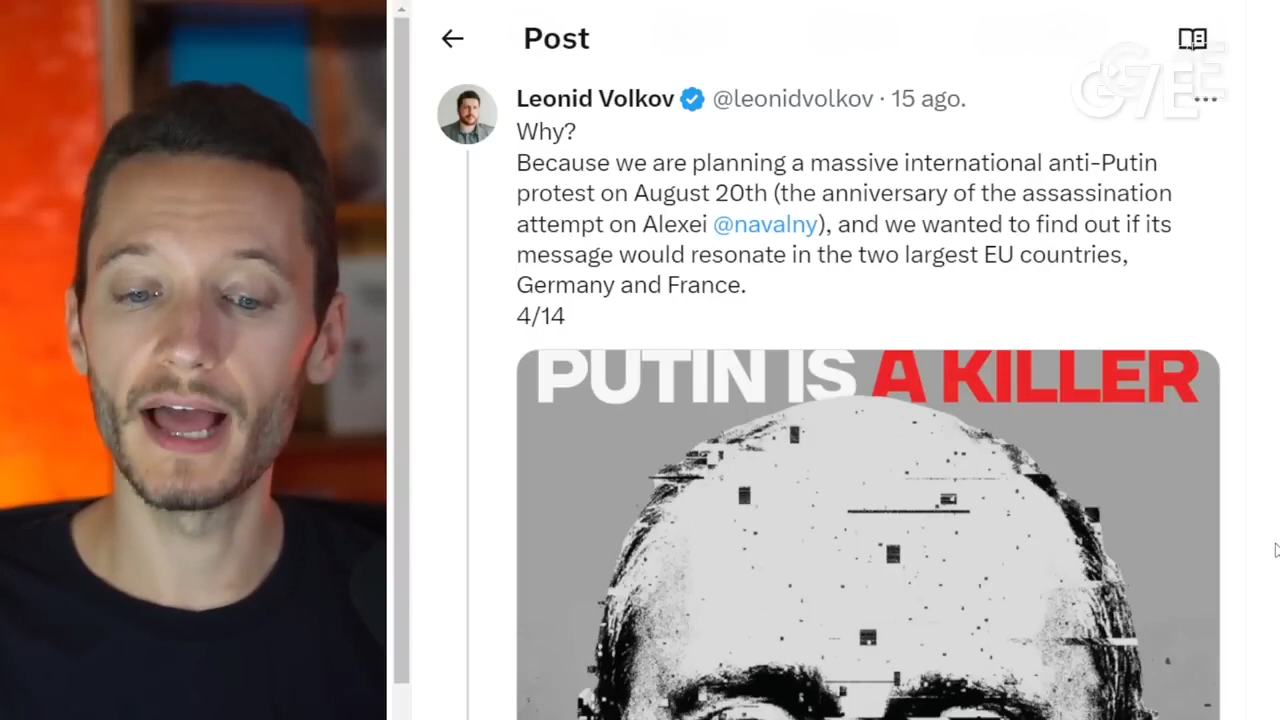 Post
Leonid Volkov @leonidvolkov · 15 ago.
Why?
Because we are planning a massive international anti-Putin
protest on August 20th (the anniversary of the assassination
attempt on Alexei @navalny), and we wanted to find out if its
message would resonate in the two largest EU countries,
Germany and France.
4/14
PUTIN IS A KILLER